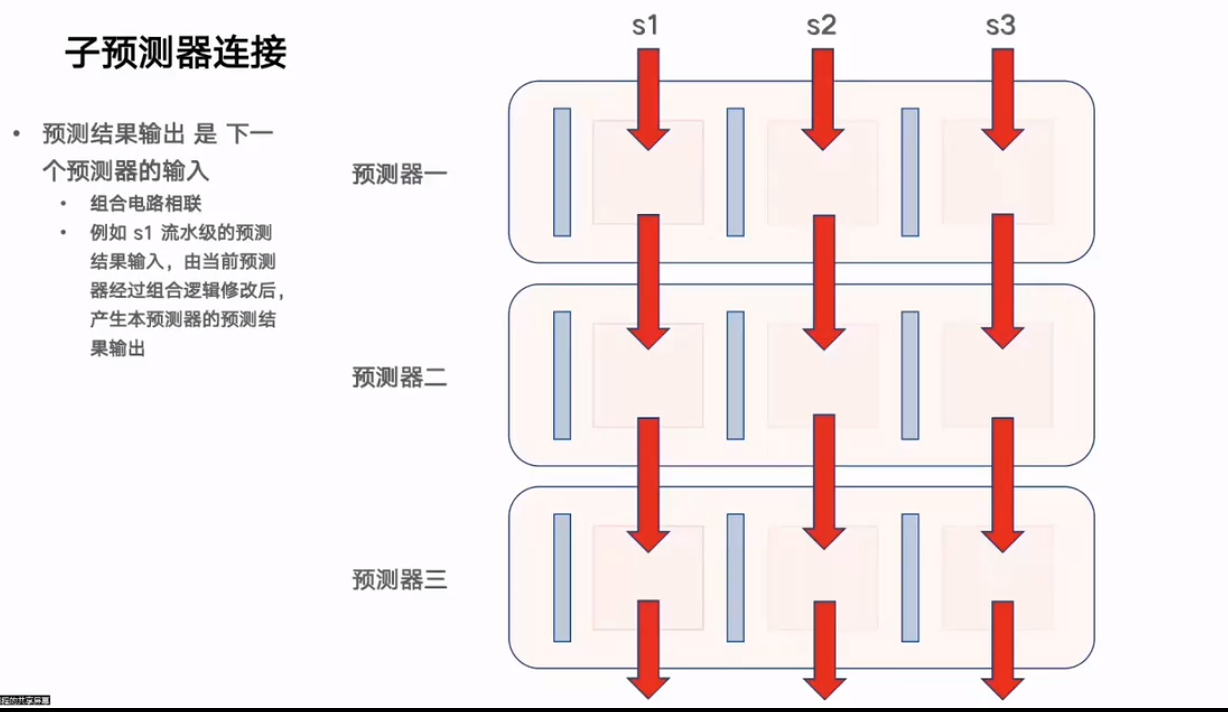 子预测器连接
• 预测结果输出 是 下一
个预测器的输入
• 组合电路相联
• 例如 s1 流水级的预测
结果输入，由当前预测
器经过组合逻辑修改后，
产生本预测器的预测结
果输出
s1 s2 s3
预测器一
预测器二
预测器三